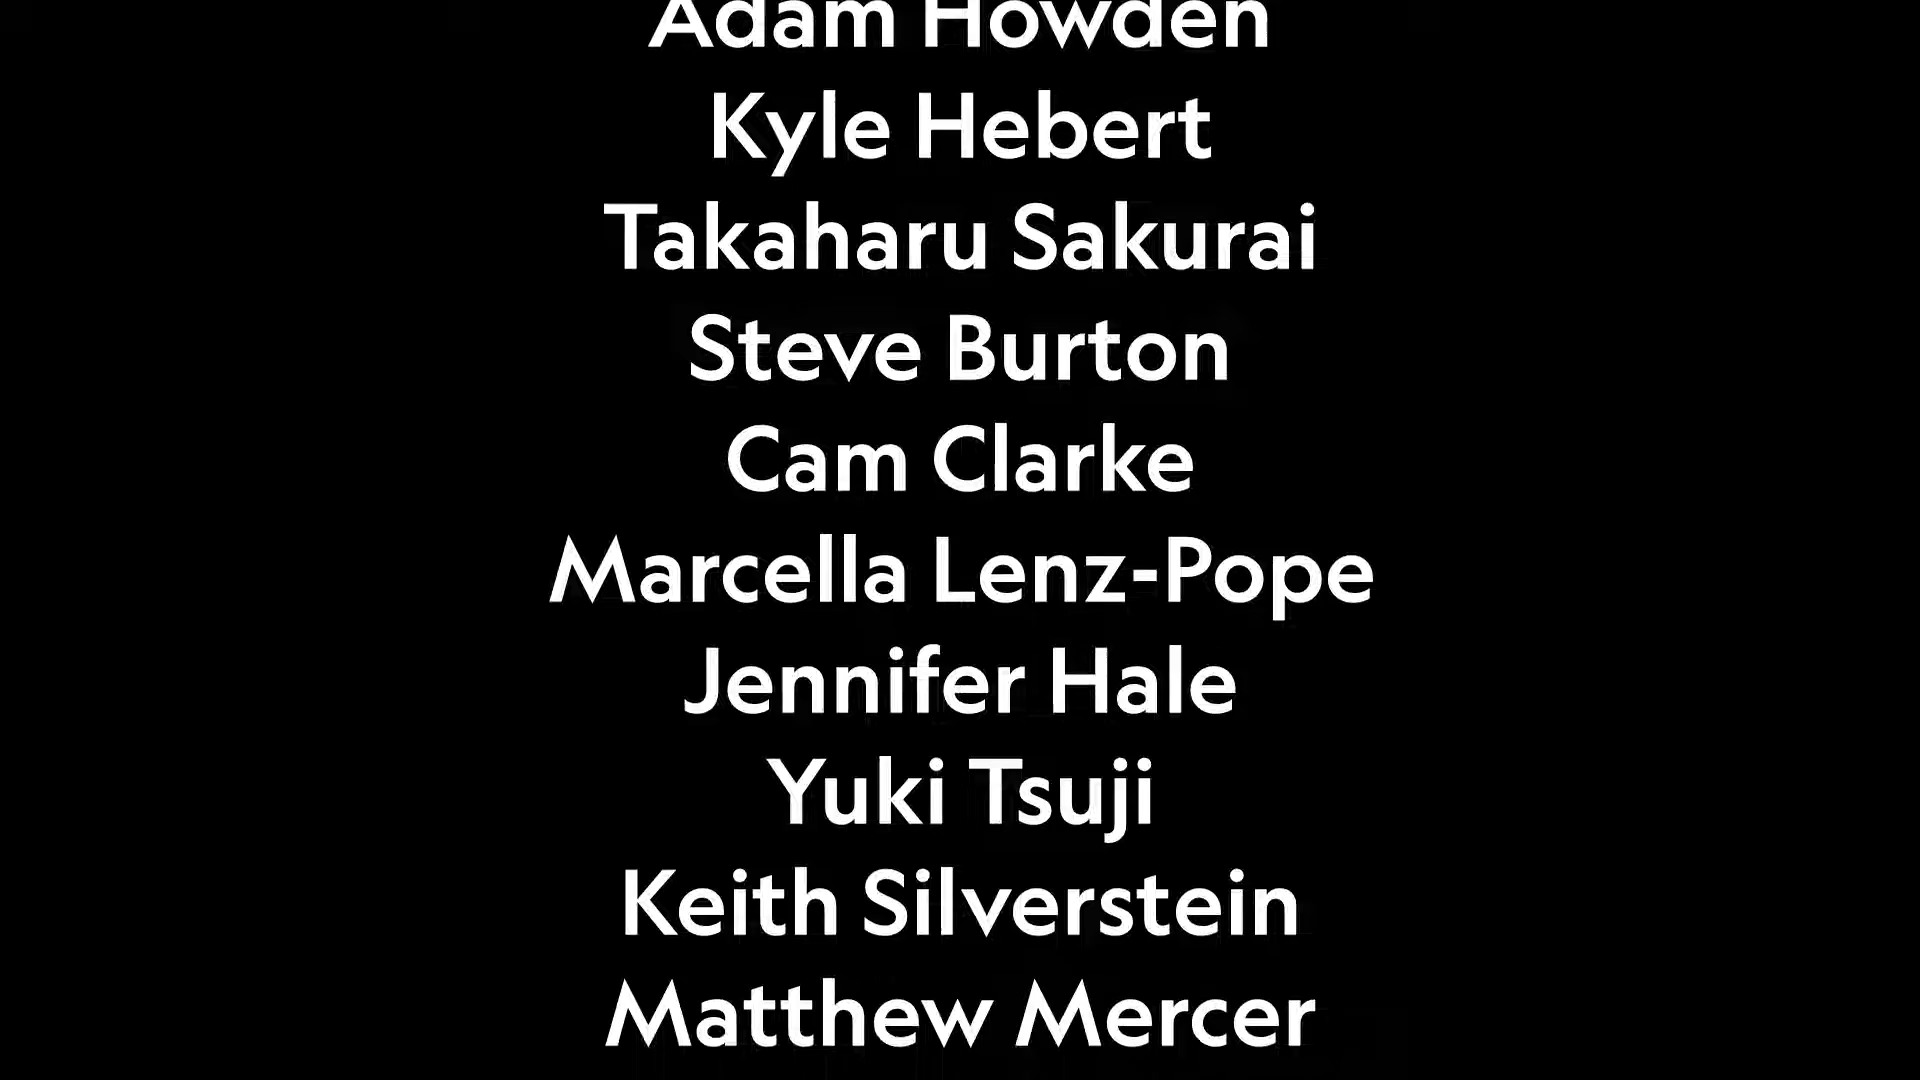 Adam Howden
Kyle Hebert
Takaharu Sakurai
Steve Burton
Cam Clarke
Marcella Lenz-Pope
Jennifer Hale
Yuki Tsuji
Keith Silverstein
Matthew Mercer